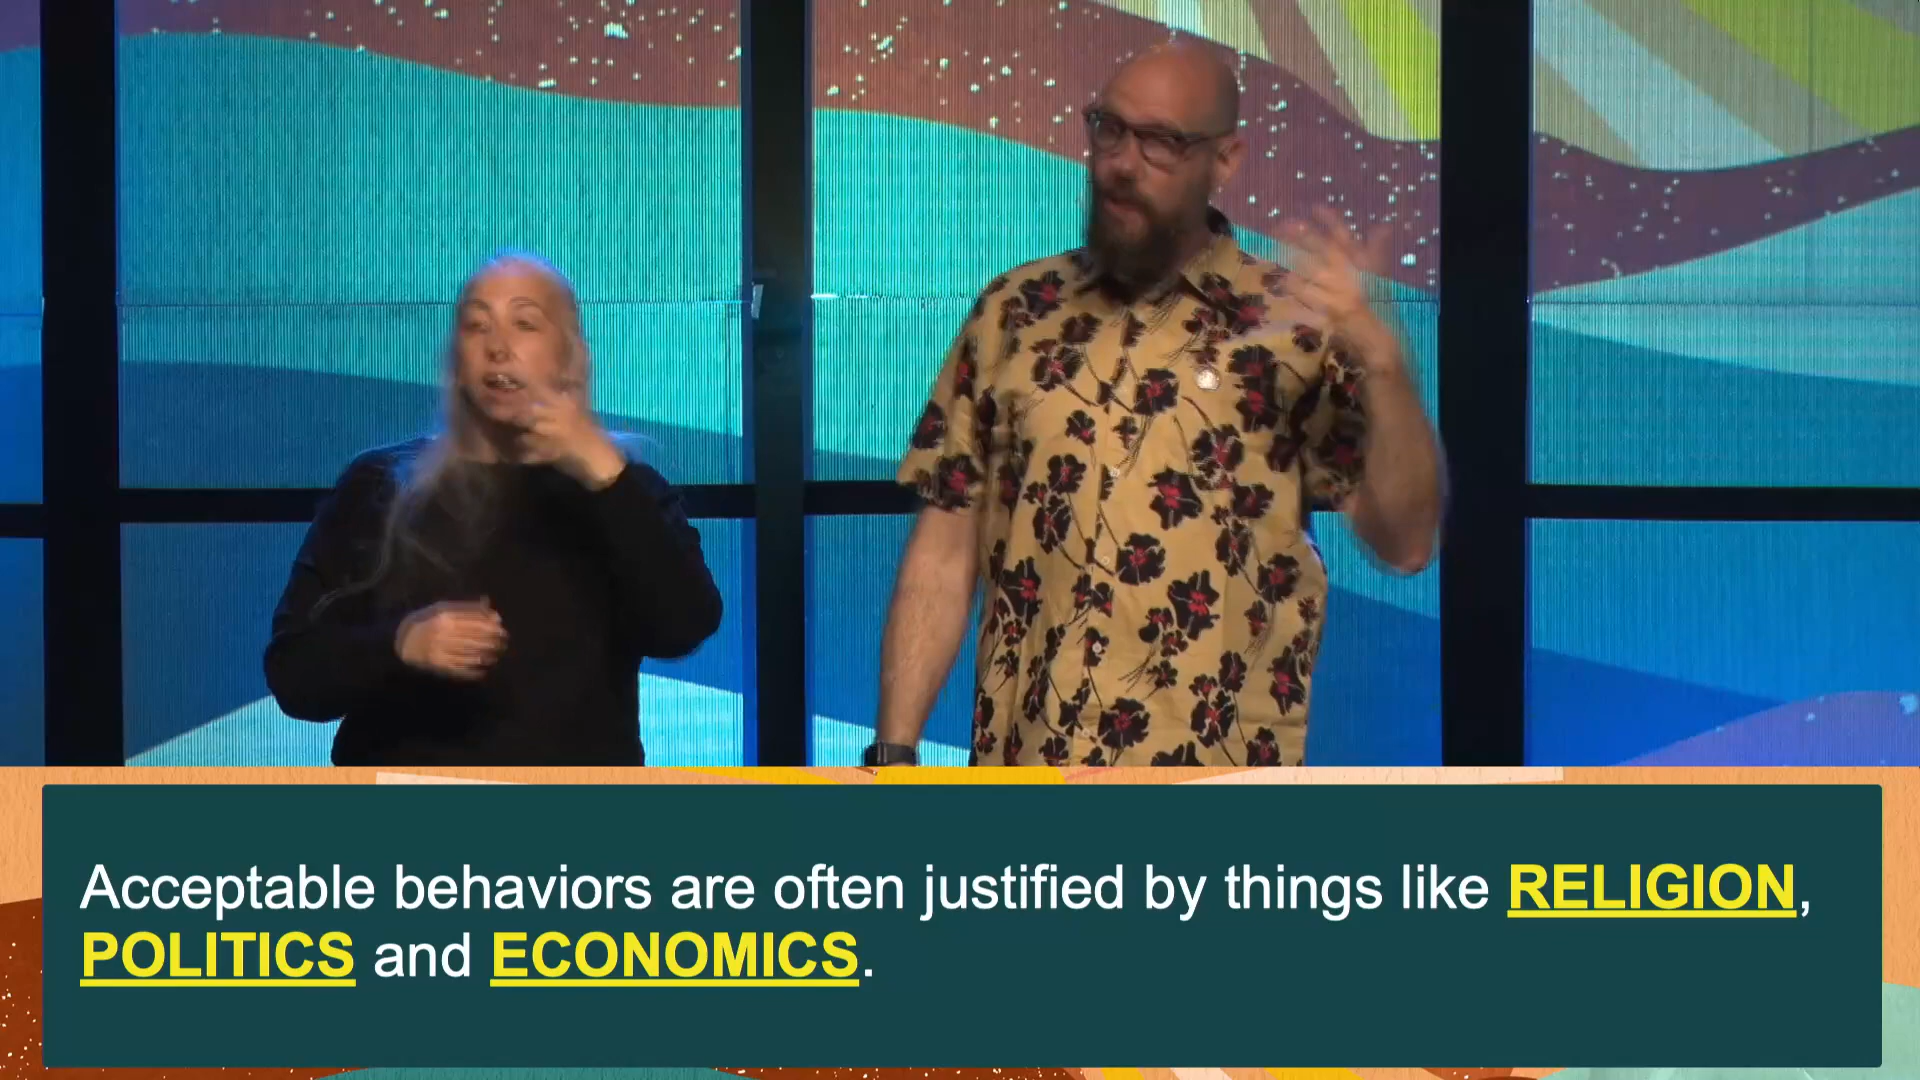 Acceptable behaviors are often justified by things like RELIGION,
POLITICS and ECONOMICS.